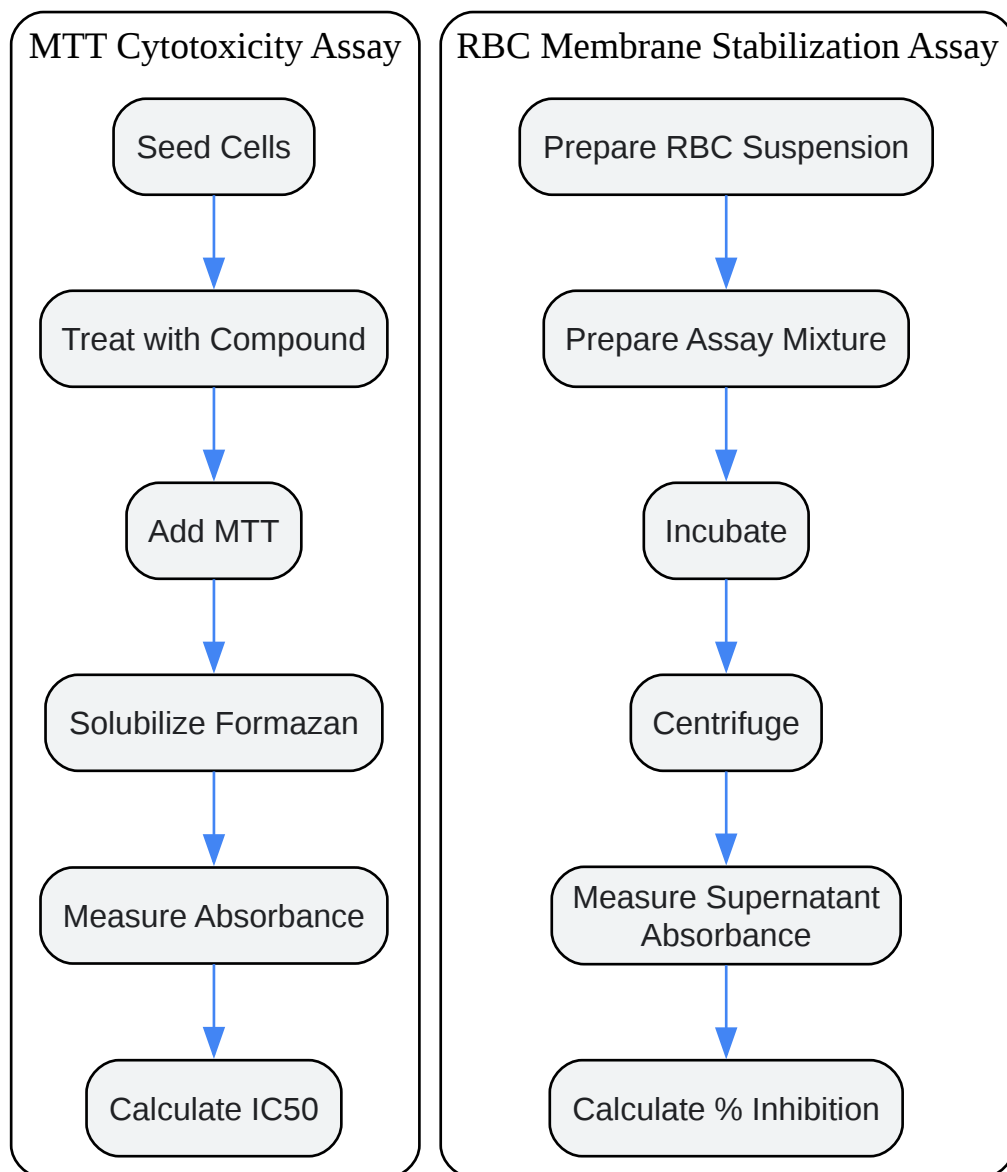 MTT Cytotoxicity Assay
Seed Cells
Treat with Compound
Add MTT
Solubilize Formazan
Measure Absorbance
Calculate IC50
RBC Membrane Stabilization Assay
Prepare RBC Suspension
Prepare Assay Mixture
Incubate
Centrifuge
Measure Supernatant
Absorbance
Calculate % Inhibition